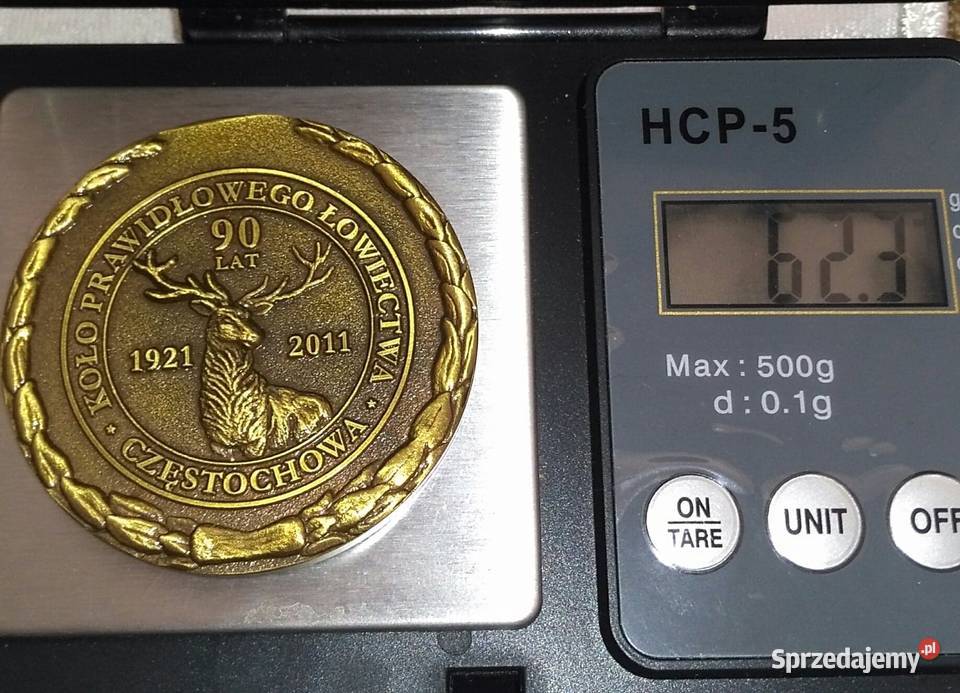 KOŁO PRAWIDŁOWEGO ŁOWIECTWA
90
LAT
1921 2011
* CZĘSTOCHOWA *
HCP-5
62.3
g
Max : 500g
d : 0.1g
ON
TARE
UNIT
OFF
Sprzedajemy.pl